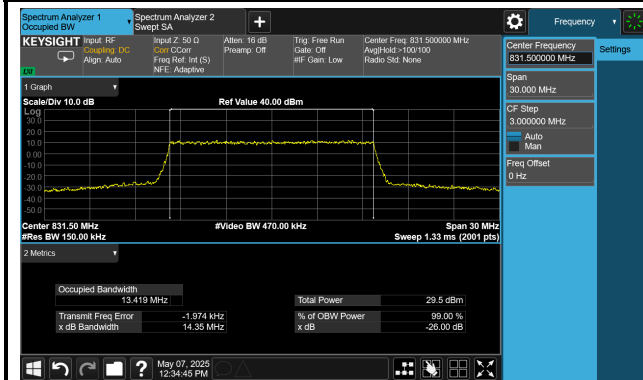 Spectrum Analyzer 1
Occupied BW
Spectrum Analyzer 2
Swept SA
+
Frequency
KEYSIGHT
Input: RF
Coupling: DC
Align: Auto
Input Z: 50 Ω
Corr CCorr
Freq Ref: Int (S)
NFE: Adaptive
Atten: 16 dB
Preamp: Off
Trig: Free Run
Gate: Off
#IF Gain: Low
Center Freq: 831.500000 MHz
Avg|Hold:>100/100
Radio Std: None
Center Frequency
831.500000 MHz
Settings
Span
30.000 MHz
CF Step
3.000000 MHz
Auto
Man
Freq Offset
0 Hz
1 Graph
Scale/Div 10.0 dB
Ref Value 40.00 dBm
Log
30.0
20.0
10.0
0.00
-10.0
-20.0
-30.0
-40.0
-50.0
Center 831.50 MHz
#Video BW 470.00 kHz
Span 30 MHz
#Res BW 150.00 kHz
Sweep 1.33 ms (2001 pts)
2 Metrics
Occupied Bandwidth
13.419 MHz
Total Power
29.5 dBm
Transmit Freq Error
-1.974 kHz
% of OBW Power
99.00 %
x dB Bandwidth
14.35 MHz
x dB
-26.00 dB
?
May 07, 2025
12:34:45 PM